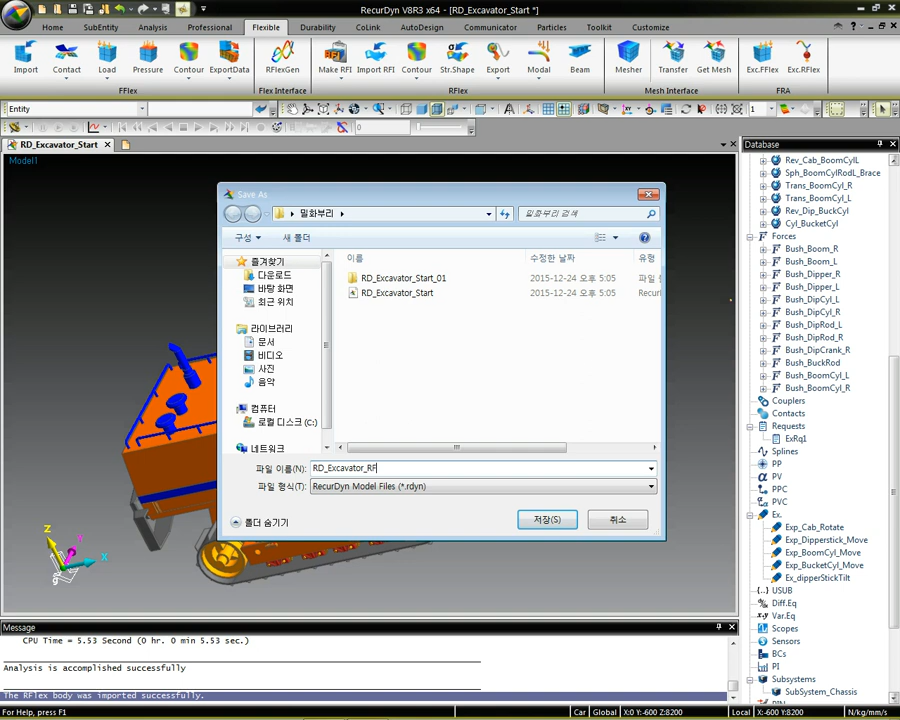 RecurDyn V8R3 x64 - [RD_Excavator_Start *]
Home SubEntity Analysis Professional Flexible Durability CoLink AutoDesign Communicator Particles Toolkit Customize
Import Contact Load Pressure Contour ExportData RFlexGen Make RFI Import RFI Contour Str.Shape Export Modal Beam Mesher Transfer Get Mesh Exc.FFlex Exc.RFlex
FFlex Flex Interface RFlex Mesh Interface FRA
Entity 1
0
RD_Excavator_Start
Model1
Save As
밀화부리
밀화부리 검색
구성 새 폴더
즐겨찾기
다운로드
바탕 화면
최근 위치
라이브러리
문서
비디오
사진
음악
컴퓨터
로컬 디스크 (C:)
네트워크
이름 수정한 날짜 유형
RD_Excavator_Start_01 2015-12-24 오후 5:05 파일
RD_Excavator_Start 2015-12-24 오후 5:05 Recur
파일 이름(N): RD_Excavator_RF
파일 형식(T): RecurDyn Model Files (*.rdyn)
폴더 숨기기 저장(S) 취소
Z Y X
Database
Rev_Cab_BoomCylL
Sph_BoomCylRodL_Brace
Trans_BoomCyl_R
Trans_BoomCyl_L
Rev_Dip_BuckCyl
Cyl_BucketCyl
Forces
Bush_Boom_R
Bush_Boom_L
Bush_Dipper_R
Bush_Dipper_L
Bush_DipCyl_L
Bush_DipCyl_R
Bush_DipRod_L
Bush_DipRod_R
Bush_DipCrank_R
Bush_BuckRod
Bush_BoomCyl_L
Bush_BoomCyl_R
Couplers
Contacts
Requests
ExRq1
Splines
PP
PV
PPC
PVC
Ex.
Exp_Cab_Rotate
Exp_Dipperstick_Mover
Exp_BoomCyl_Move
Exp_BucketCyl_Move
Ex_dipperStickTilt
USUB
Diff.Eq
Var.Eq
Scopes
Sensors
BCs
PI
Subsystems
SubSystem_Chassis
Message
CPU Time = 5.53 Second (0 hr. 0 min 5.53 sec.)
Analysis is accomplished successfully
The RFlex body was imported successfully.
For Help, press F1 Car Global X:0 Y:-600 Z:8200 Local X:-600 Y:8200 N/kg/mm/s